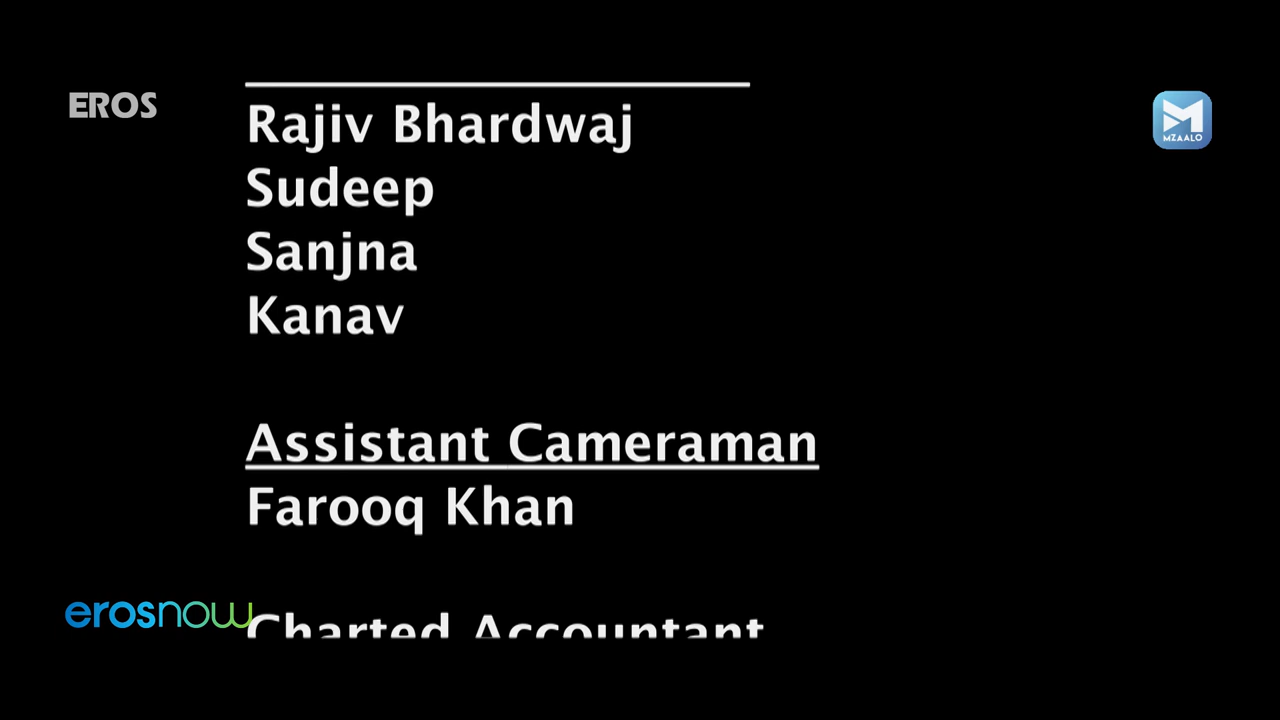 EROS
MZAALO
Rajiv Bhardwaj
Sudeep
Sanjna
Kanav
Assistant Cameraman
Farooq Khan
erosnow
Charted Accountant